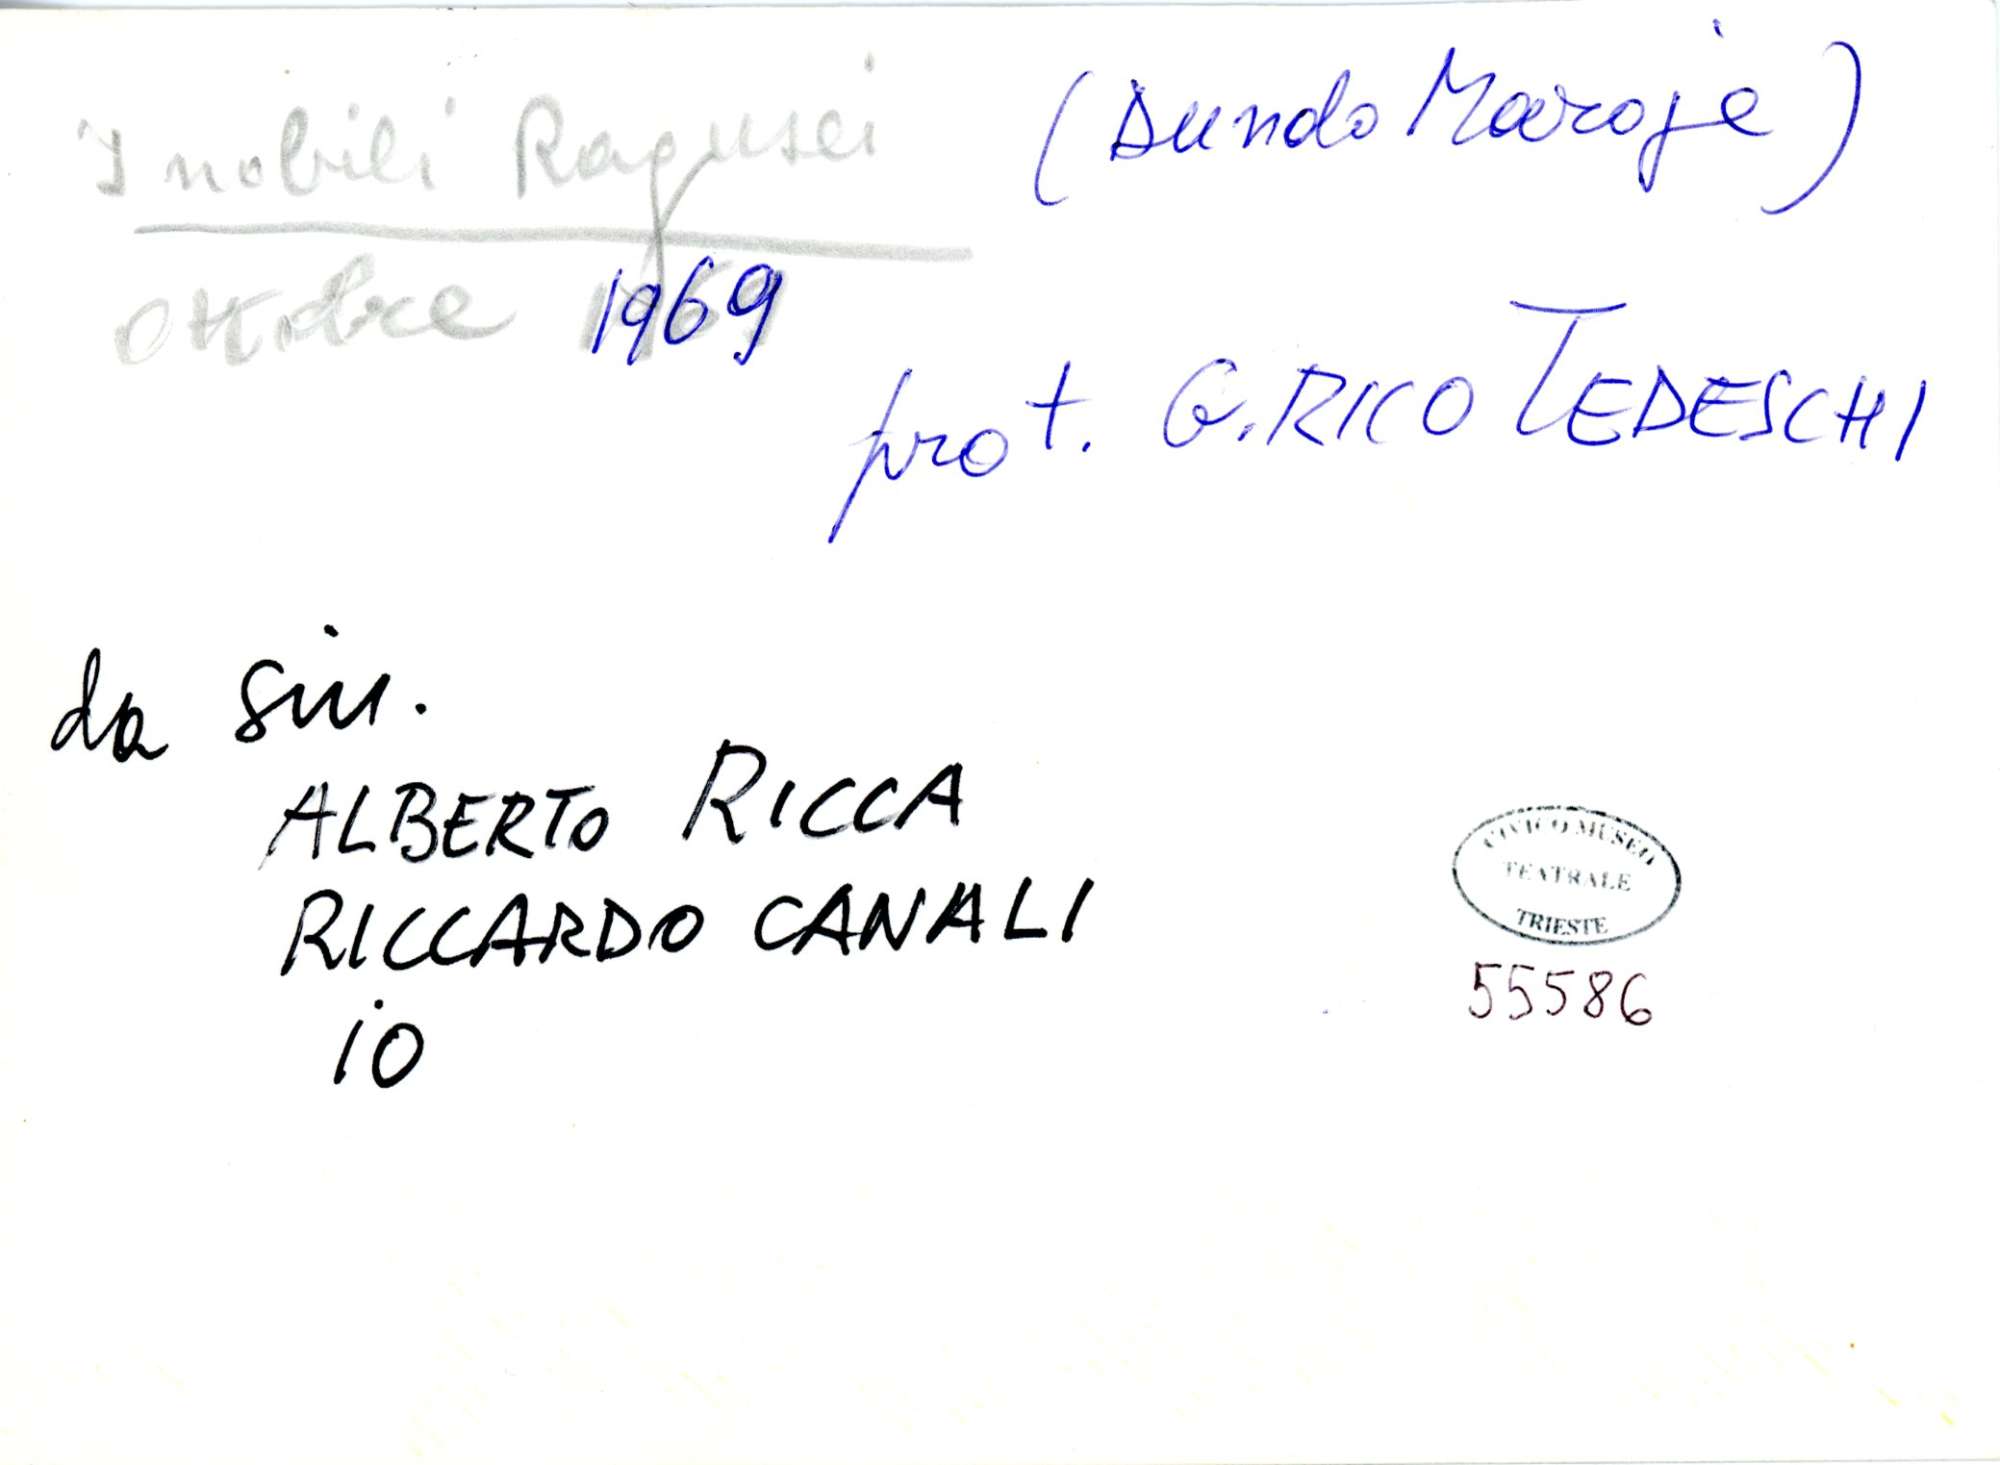 I nobili Ragusei (Dundo Maroje)
Ottobre 1969
prot. G.RICO TEDESCHI
da sin.
ALBERTO RICCA
RICCARDO CANALI
io
CIVICO MUSEO
TEATRALE
TRIESTE
55586